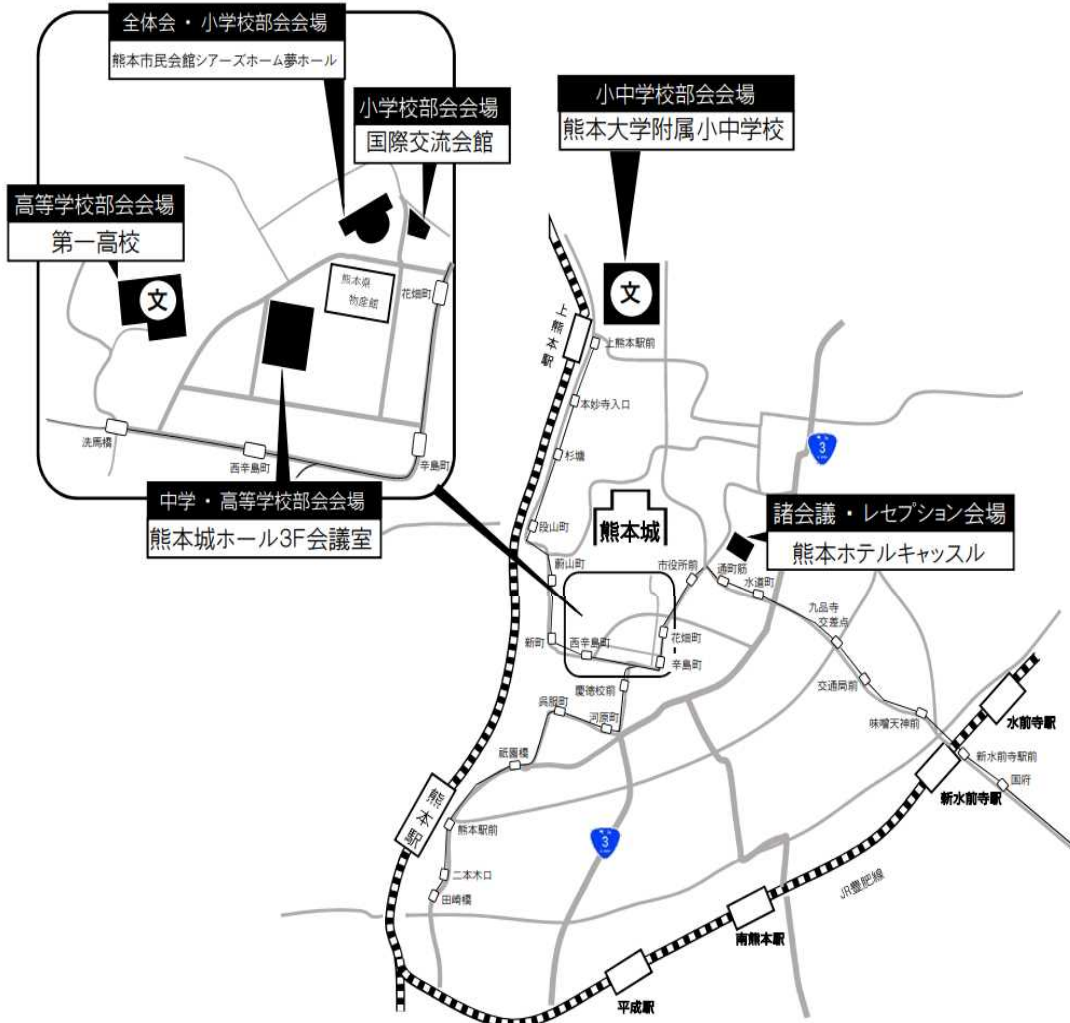 全体会・小学校部会会場
熊本市民会館シアーズホーム夢ホール
小学校部会会場
国際交流会館
小中学校部会会場
熊本大学附属小中学校
高等学校部会会場
第一高校
文
熊本県
物産館
花畑町
洗馬橋
西辛島町
辛島町
中学・高等学校部会会場
熊本城ホール3F会議室
文
上熊本駅
上熊本駅前
本妙寺入口
杉塘
段山町
蔚山町
新町
西辛島町
熊本城
市役所前
通町筋
水道町
3
諸会議・レセプション会場
熊本ホテルキャッスル
九品寺
交差点
交通局前
味噌天神前
新水前寺駅前
国府
水前寺駅
新水前寺駅
花畑町
辛島町
慶徳校前
河原町
呉服町
祇園橋
熊本駅
熊本駅前
二本木口
田崎橋
3
JR豊肥線
南熊本駅
平成駅